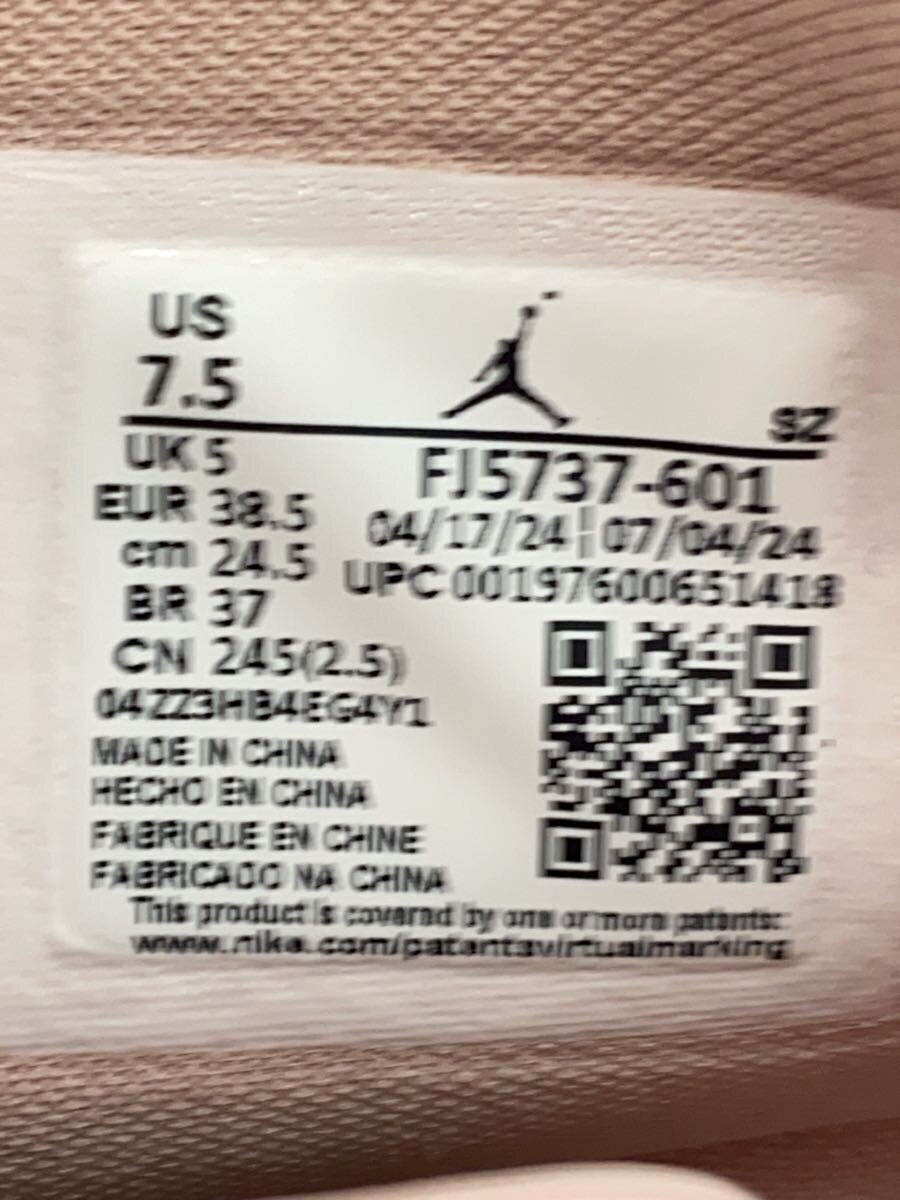 US
7.5
SZ
UK 5
EUR 38.5
cm 24.5
BR 37
CN 245(2.5)
FJ5737-601
04/17/24 | 07/04/24
UPC 00197600651418
04ZZ3HB4EG4Y1
MADE IN CHINA
HECHO EN CHINA
FABRIQUE EN CHINE
FABRICADO NA CHINA
This product is covered by one or more patents:
www.nike.com/patentsvirtualmarking